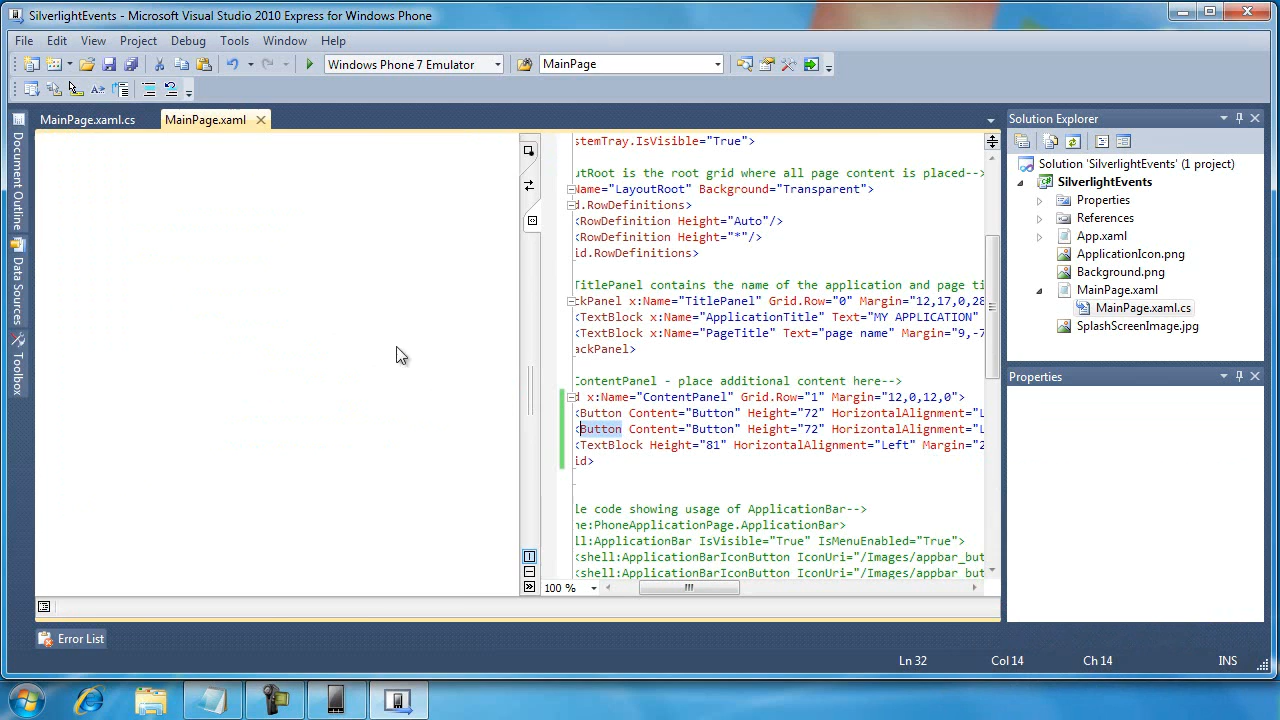 SilverlightEvents - Microsoft Visual Studio 2010 Express for Windows Phone
File Edit View Project Debug Tools Window Help
Windows Phone 7 Emulator MainPage
MainPage.xaml.cs MainPage.xaml
Document Outline
Data Sources
Toolbox
stemTray.IsVisible="True">
utRoot is the root grid where all page content is placed-->
Name="LayoutRoot" Background="Transparent">
d.RowDefinitions>
<RowDefinition Height="Auto"/>
<RowDefinition Height="*"/>
id.RowDefinitions>
TitlePanel contains the name of the application and page ti
ckPanel x:Name="TitlePanel" Grid.Row="0" Margin="12,17,0,28
<TextBlock x:Name="ApplicationTitle" Text="MY APPLICATION"
<TextBlock x:Name="PageTitle" Text="page name" Margin="9,-7
ackPanel>
ContentPanel - place additional content here-->
d x:Name="ContentPanel" Grid.Row="1" Margin="12,0,12,0">
<Button Content="Button" Height="72" HorizontalAlignment="L
<Button Content="Button" Height="72" HorizontalAlignment="L
<TextBlock Height="81" HorizontalAlignment="Left" Margin="2
id>
le code showing usage of ApplicationBar-->
ne:PhoneApplicationPage.ApplicationBar>
ll:ApplicationBar IsVisible="True" IsMenuEnabled="True">
<shell:ApplicationBarIconButton IconUri="/Images/appbar_but
<shell:ApplicationBarIconButton IconUri="/Images/appbar_but
100 %
Solution Explorer
Solution 'SilverlightEvents' (1 project)
SilverlightEvents
Properties
References
App.xaml
ApplicationIcon.png
Background.png
MainPage.xaml
MainPage.xaml.cs
SplashScreenImage.jpg
Properties
Error List
Ln 32 Col 14 Ch 14 INS